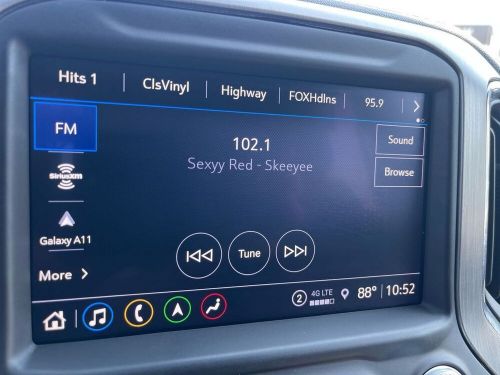 Hits 1 ClsVinyl Highway FOXHdlns 95.9
FM
102.1
Sound
Sexyy Red - Skeeyee
Browse
SiriusXM
Galaxy A11
Tune
More
2 4G LTE 88° 10:52